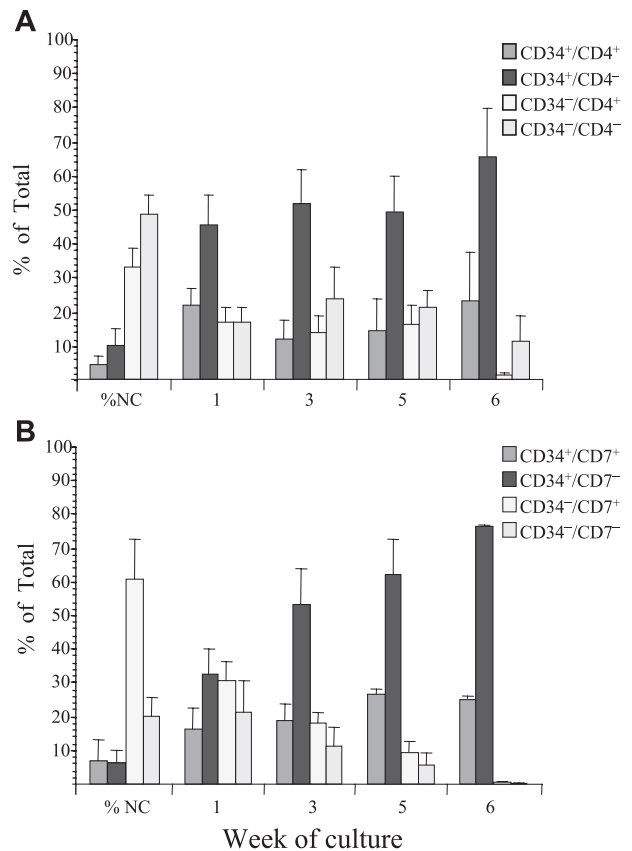 A
100
90
80
70
60
50
40
30
20
10
% of Total
CD34⁺/CD4⁺
CD34⁺/CD4⁻
CD34⁻/CD4⁺
CD34⁻/CD4⁻
%NC 1 3 5 6
B
100
90
80
70
60
50
40
30
20
10
% of Total
CD34⁺/CD7⁺
CD34⁺/CD7⁻
CD34⁻/CD7⁺
CD34⁻/CD7⁻
% NC 1 3 5 6
Week of culture